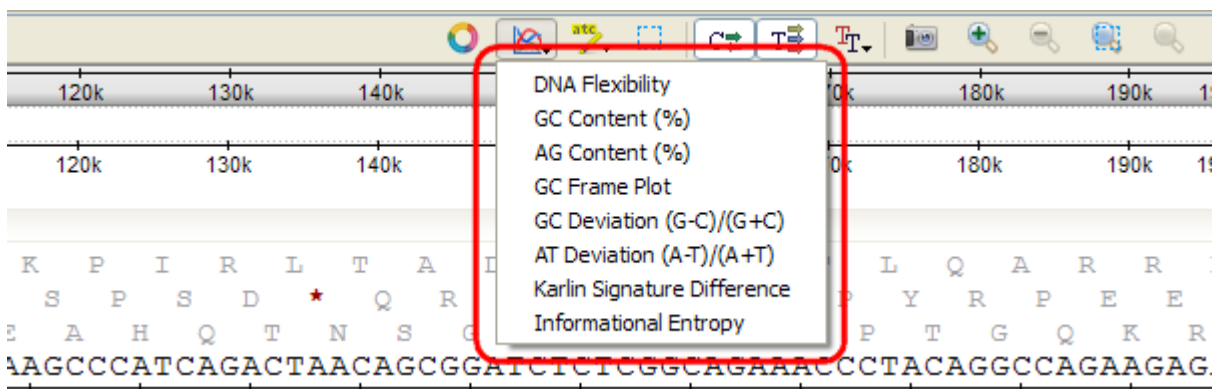 atc
C T TT
DNA Flexibility
GC Content (%)
AG Content (%)
GC Frame Plot
GC Deviation (G-C)/(G+C)
AT Deviation (A-T)/(A+T)
Karlin Signature Difference
Informational Entropy
120k 130k 140k 180k 190k
120k 130k 140k 180k 190k
K P I R L T A L Q A R R
S P S D * Q R P Y R P E E
A H Q T N S G P T G Q K R
AAGCCCATCAGACTAACAGCGGATCTCTCGGCAGAAACCCTACAGGCCAGAAGAG